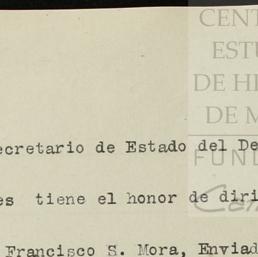 CENT
ESTU
DE HI
DE M
FUND
ecretario de Estado del De
es tiene el honor de diri
Francisco S. Mora, Enviad